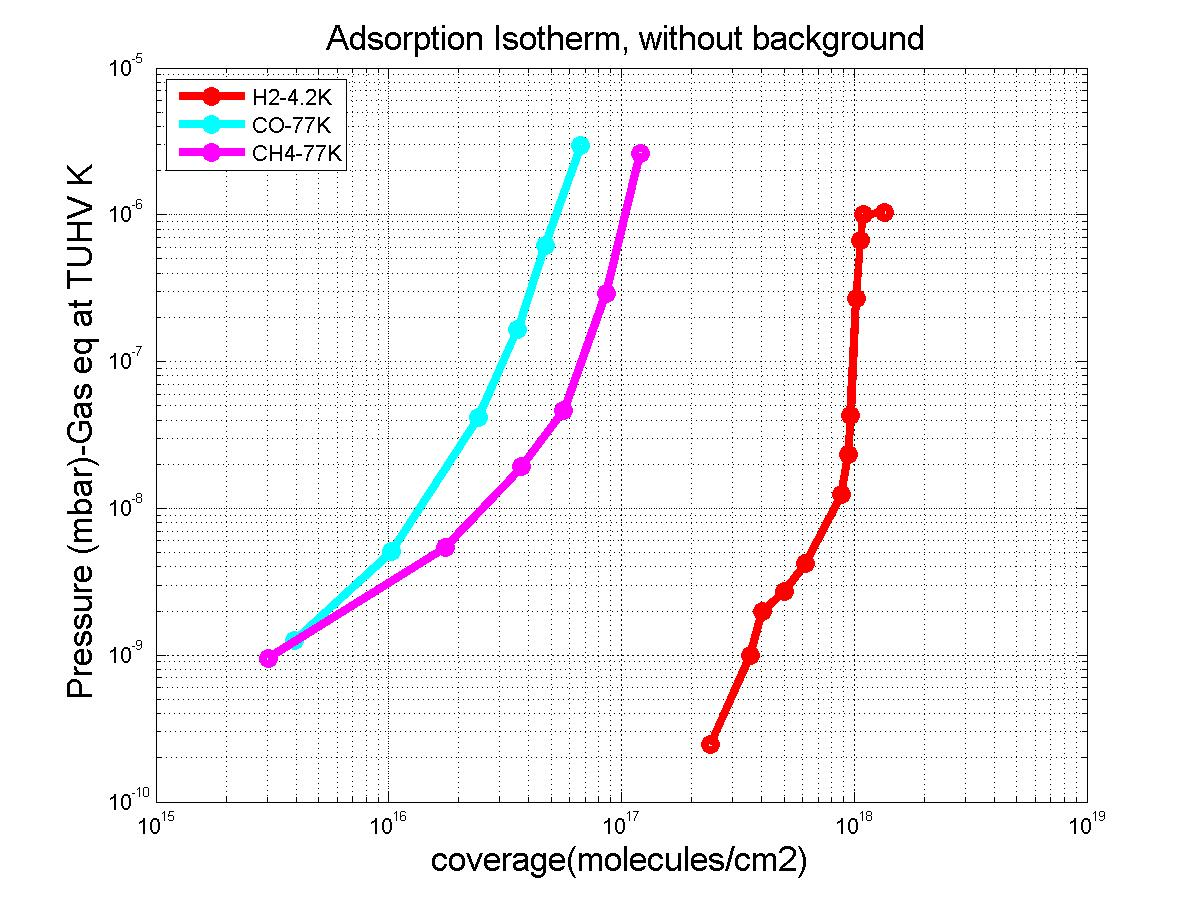 Adsorption Isotherm, without background
H2-4.2K
CO-77K
CH4-77K
Pressure (mbar)-Gas eq at TUHV K
10^-5
10^-6
10^-7
10^-8
10^-9
10^-10
10^15
10^16
10^17
10^18
10^19
coverage(molecules/cm2)